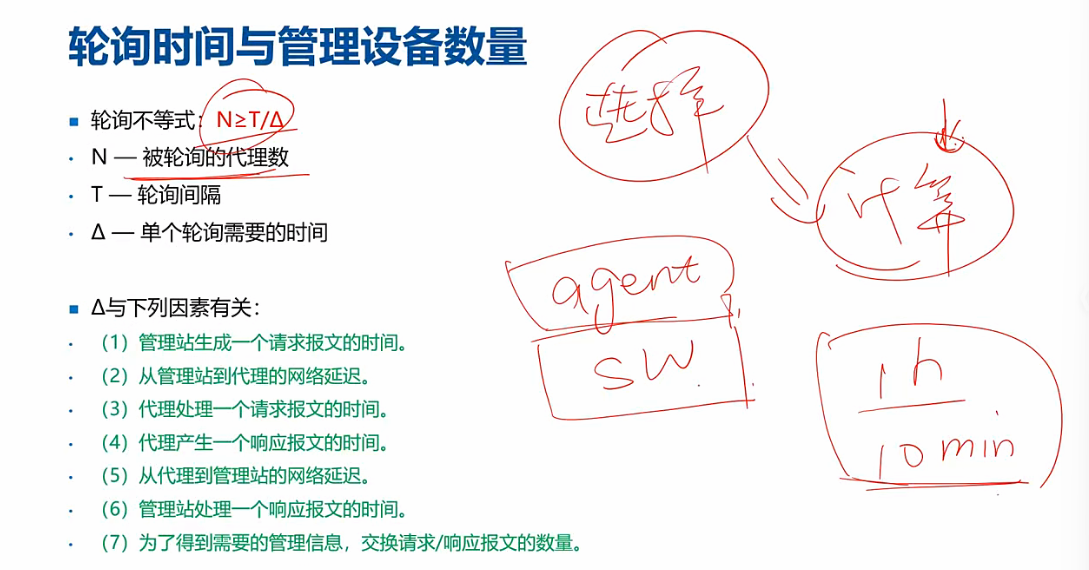 轮询时间与管理设备数量
轮询不等式：N≥T/Δ
N — 被轮询的代理数
T — 轮询间隔
Δ — 单个轮询需要的时间
Δ与下列因素有关：
（1）管理站生成一个请求报文的时间。
（2）从管理站到代理的网络延迟。
（3）代理处理一个请求报文的时间。
（4）代理产生一个响应报文的时间。
（5）从代理到管理站的网络延迟。
（6）管理站处理一个响应报文的时间。
（7）为了得到需要的管理信息，交换请求/响应报文的数量。
选择
计算
agent
SW
1h
10min